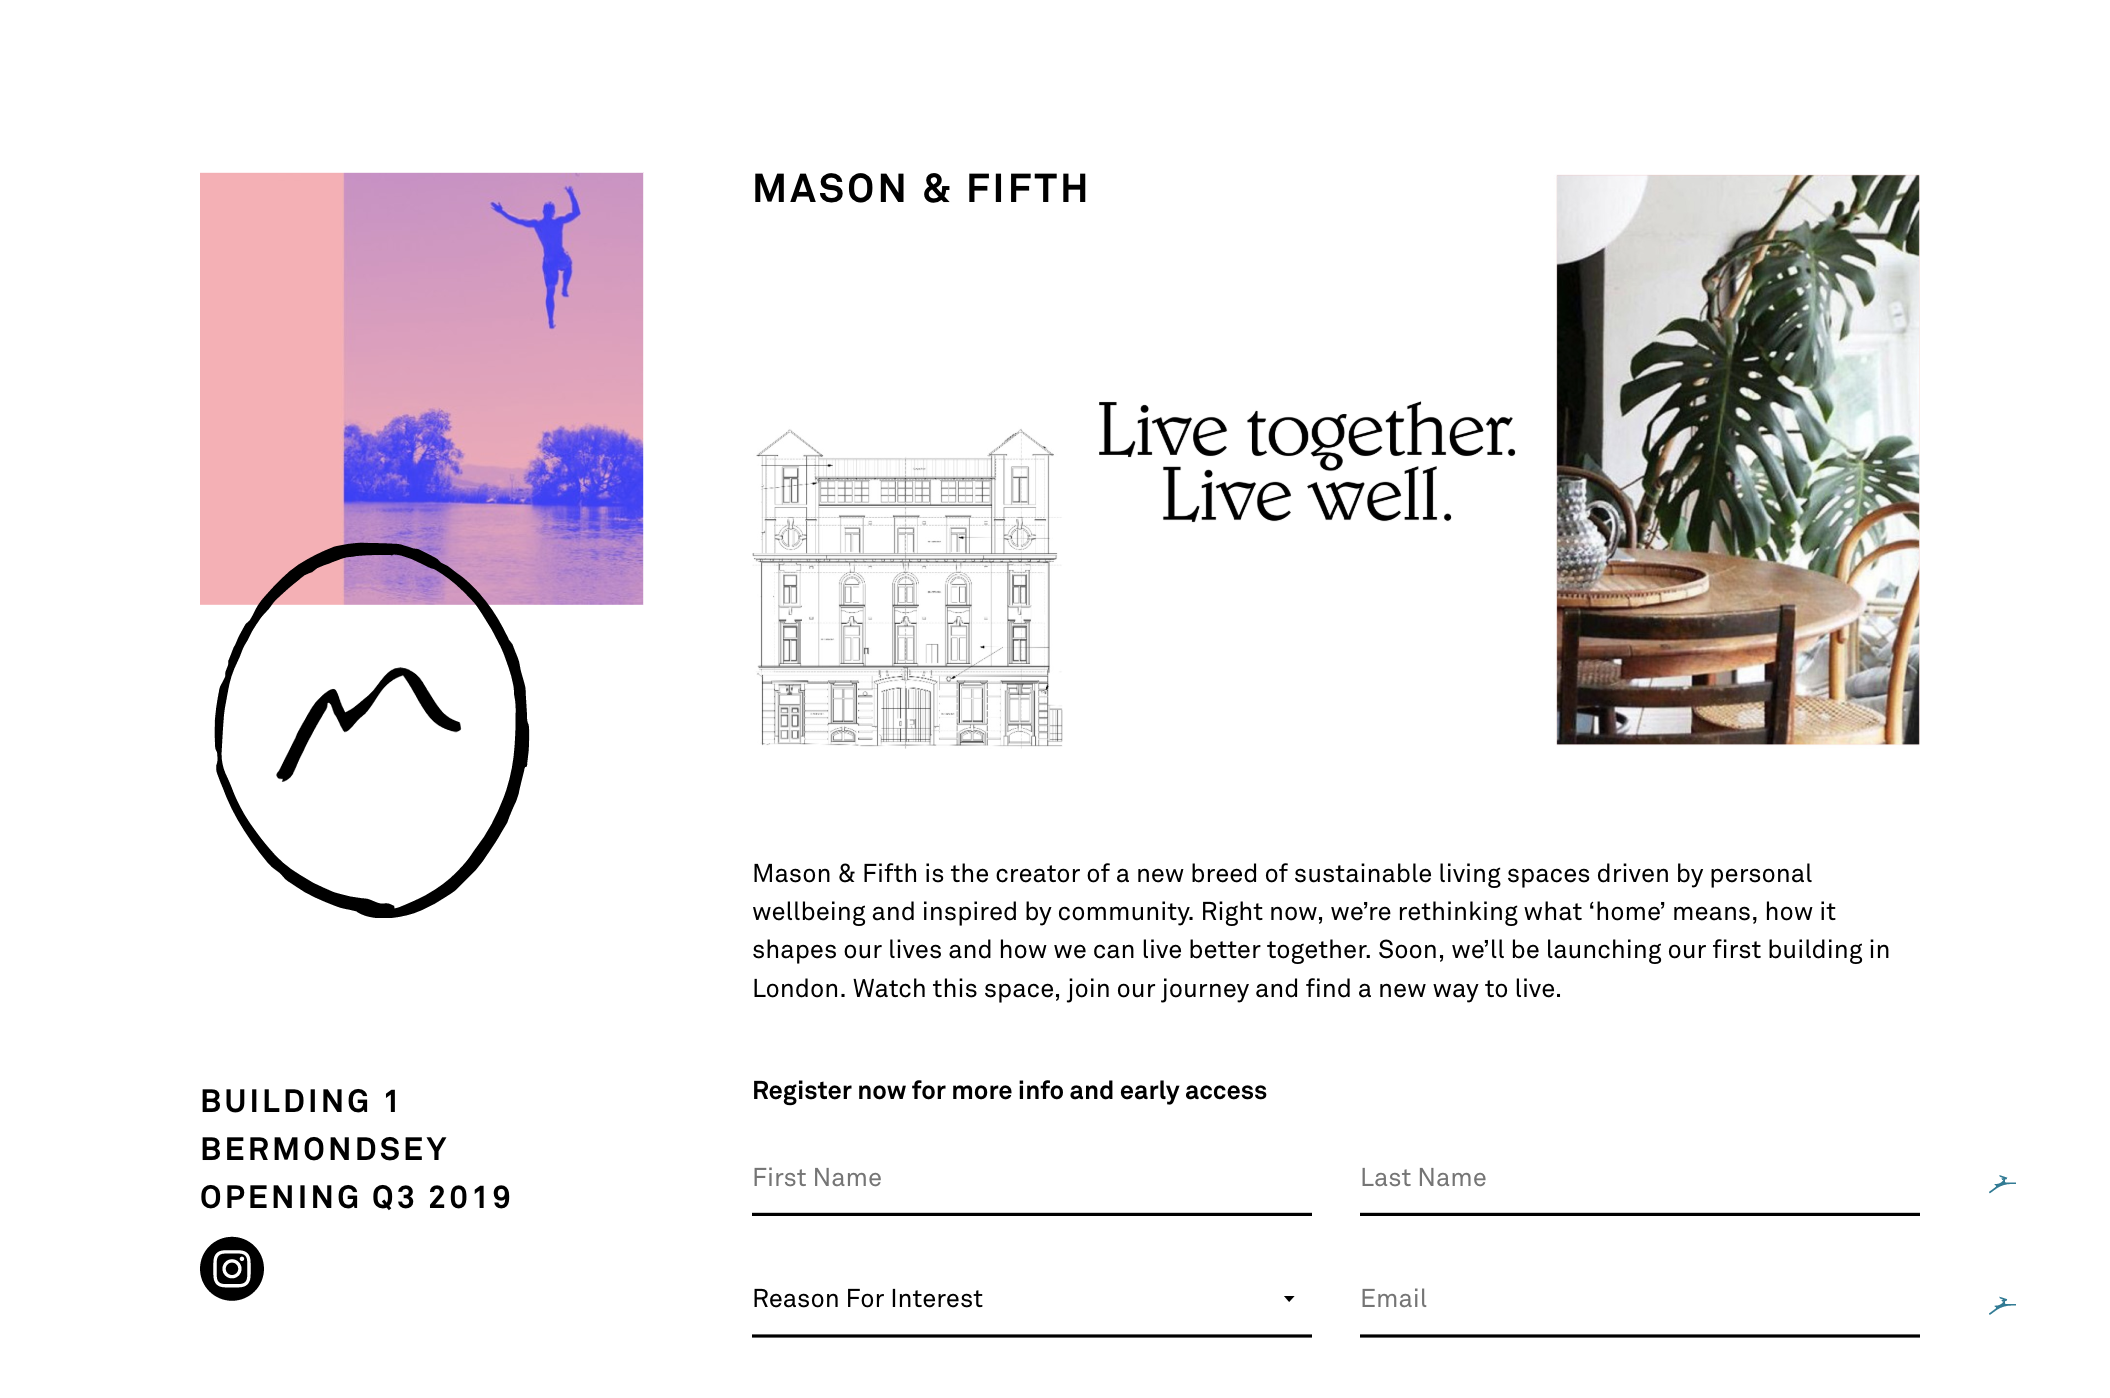 MASON & FIFTH
Live together.
Live well.
Mason & Fifth is the creator of a new breed of sustainable living spaces driven by personal
wellbeing and inspired by community. Right now, we’re rethinking what ‘home’ means, how it
shapes our lives and how we can live better together. Soon, we’ll be launching our first building in
London. Watch this space, join our journey and find a new way to live.
BUILDING 1
BERMONDSEY
OPENING Q3 2019
Register now for more info and early access
First Name
Last Name
Reason For Interest
Email